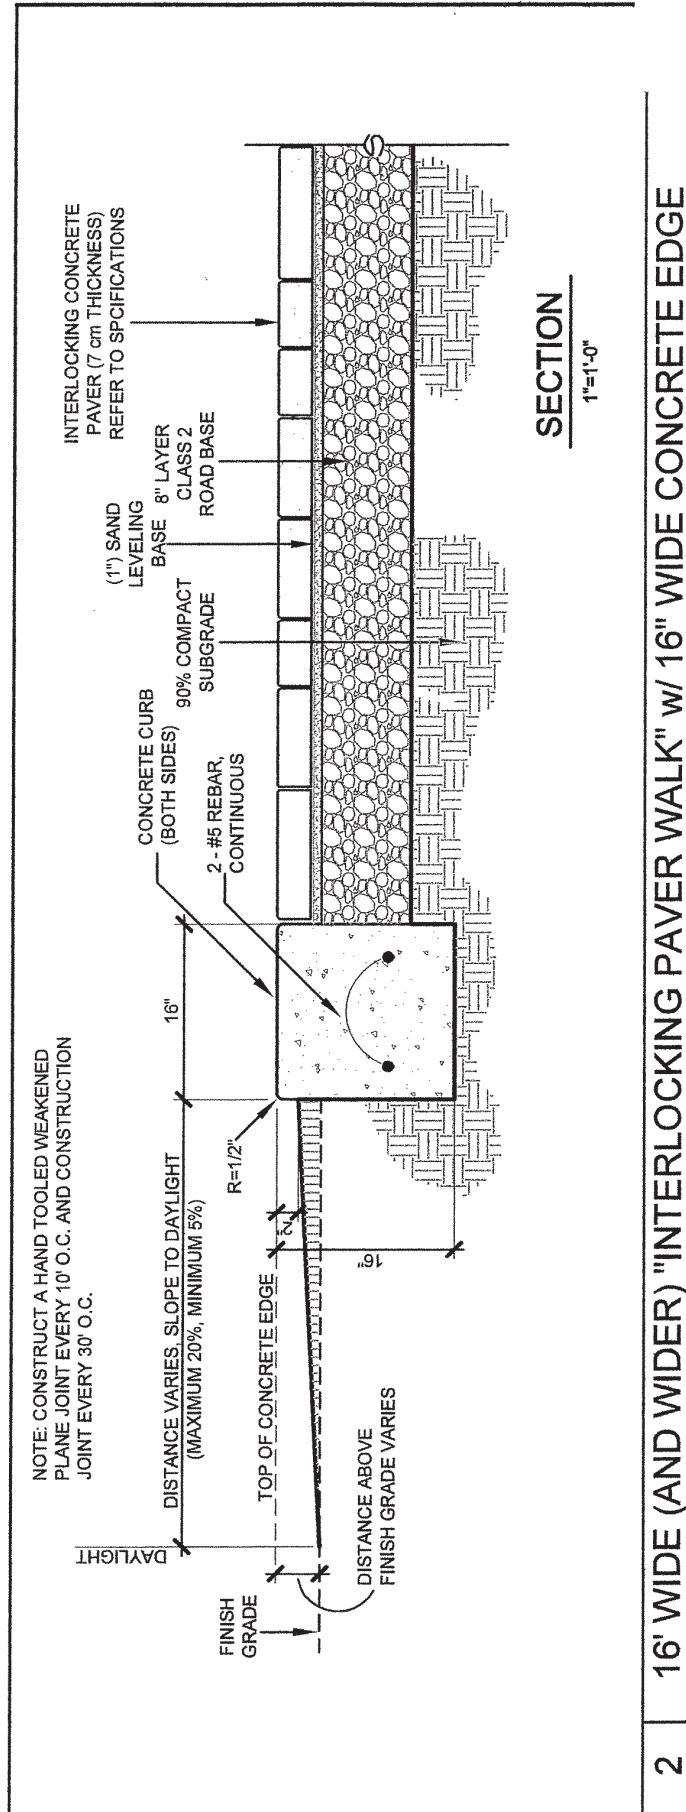 NOTE: CONSTRUCT A HAND TOOLED WEAKENED
PLANE JOINT EVERY 10' O.C. AND CONSTRUCTION
JOINT EVERY 30' O.C.
DAYLIGHT
DISTANCE VARIES, SLOPE TO DAYLIGHT
(MAXIMUM 20%, MINIMUM 5%)
16"
CONCRETE CURB
(BOTH SIDES)
2 - #5 REBAR,
CONTINUOUS
90% COMPACT
SUBGRADE
(1") SAND
LEVELING
BASE
8" LAYER
CLASS 2
ROAD BASE
INTERLOCKING CONCRETE
PAVER (7 cm THICKNESS)
REFER TO SPCIFICATIONS
FINISH
GRADE
TOP OF CONCRETE EDGE
R=1/2"
2"
16"
DISTANCE ABOVE
FINISH GRADE VARIES
S
SECTION
1"=1'-0"
2
16' WIDE (AND WIDER) "INTERLOCKING PAVER WALK" w/ 16" WIDE CONCRETE EDGE